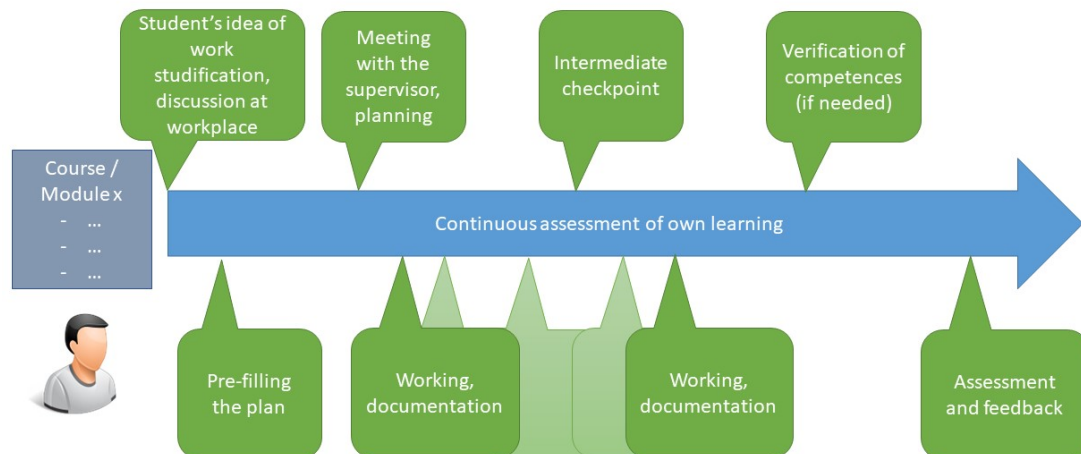 Student's idea of
work
studification,
discussion at
workplace
Meeting
with the
supervisor,
planning
Intermediate
checkpoint
Verification of
competences
(if needed)
Course /
Module x
- ...
- ...
- ...
Continuous assessment of own learning
Pre-filling
the plan
Working,
documentation
Working,
documentation
Assessment
and feedback